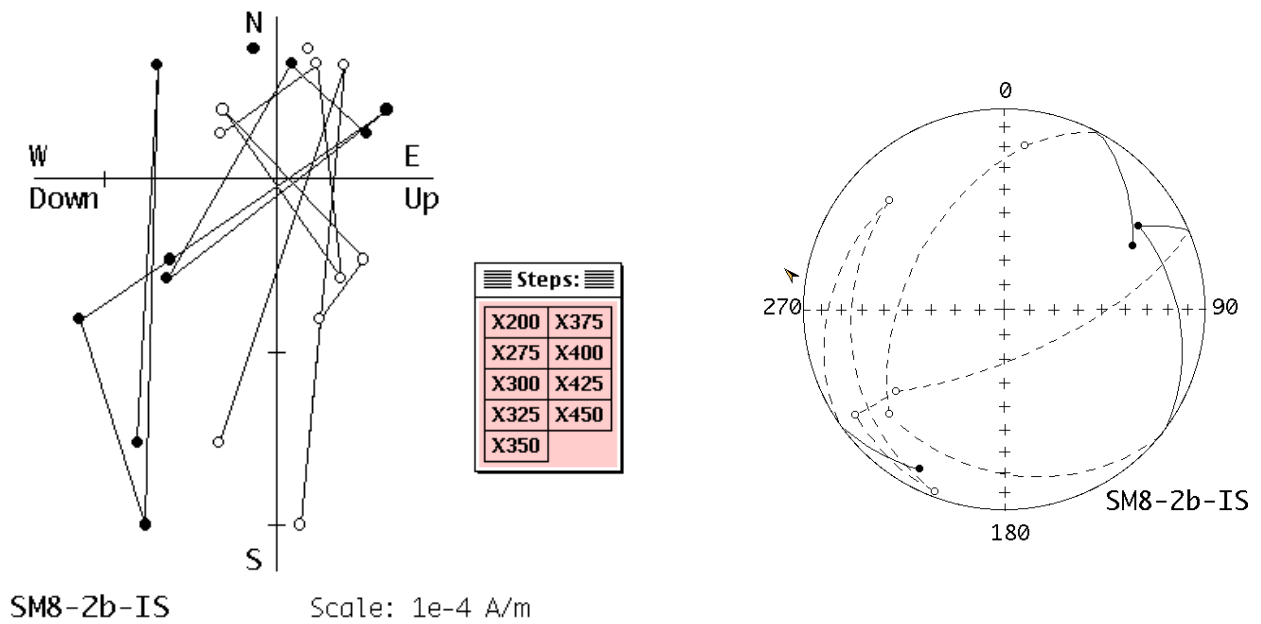 N
W E
Down Up
S
SM8-2b-IS Scale: 1e-4 A/m
Steps:
X200 X375
X275 X400
X300 X425
X325 X450
X350
0
270 90
180
SM8-2b-IS